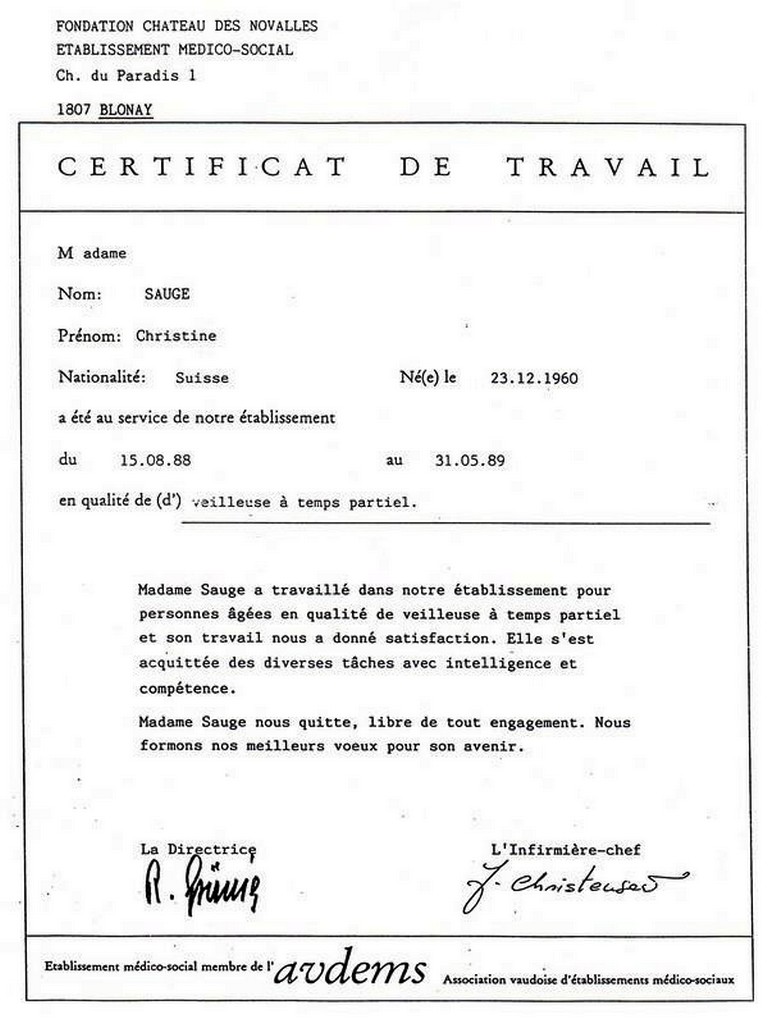 FONDATION CHATEAU DES NOVALLES
ETABLISSEMENT MEDICO-SOCIAL
Ch. du Paradis 1
1807 BLONAY
CERTIFICAT DE TRAVAIL
M adame
Nom: SAUGE
Prénom: Christine
Nationalité: Suisse Né(e) le 23.12.1960
a été au service de notre établissement
du 15.08.88 au 31.05.89
en qualité de (d') veilleuse à temps partiel.
Madame Sauge a travaillé dans notre établissement pour
personnes âgées en qualité de veilleuse à temps partiel
et son travail nous a donné satisfaction. Elle s'est
acquittée des diverses tâches avec intelligence et
compétence.
Madame Sauge nous quitte, libre de tout engagement. Nous
formons nos meilleurs voeux pour son avenir.
La Directrice L'Infirmière-chef
R. J. Christensen
Etablissement médico-social membre de l'avdems Association vaudoise d'établissements médico-sociaux